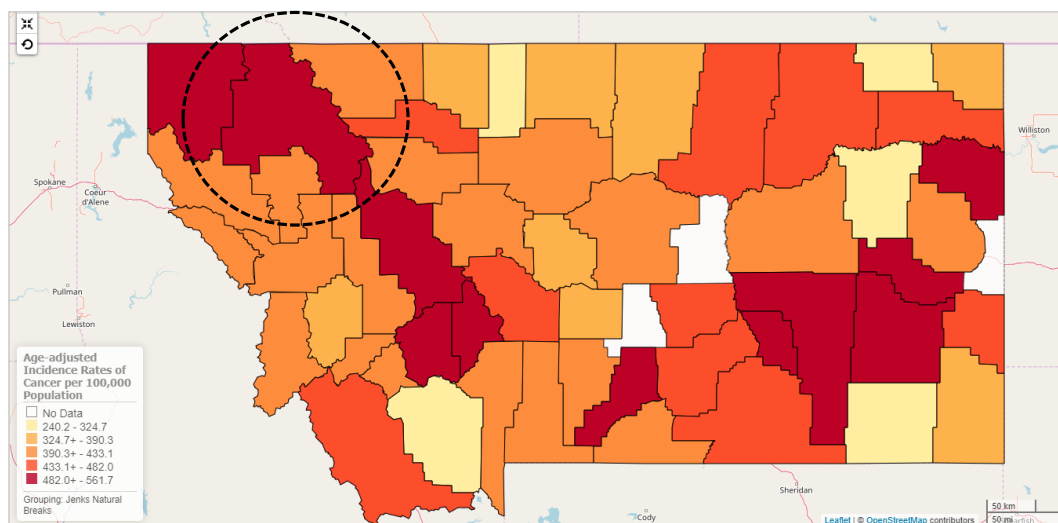 Williston
Spokane
Coeur
d'Alene
Pullman
Lewiston
Age-adjusted
Incidence Rates of
Cancer per 100,000
Population
No Data
240.2 - 324.7
324.7+ - 390.3
390.3+ - 433.1
433.1+ - 482.0
482.0+ - 561.7
Grouping: Jenks Natural
Breaks
Sheridan
Cody
50 km
50 mi
Leaflet | © OpenStreetMap contributors